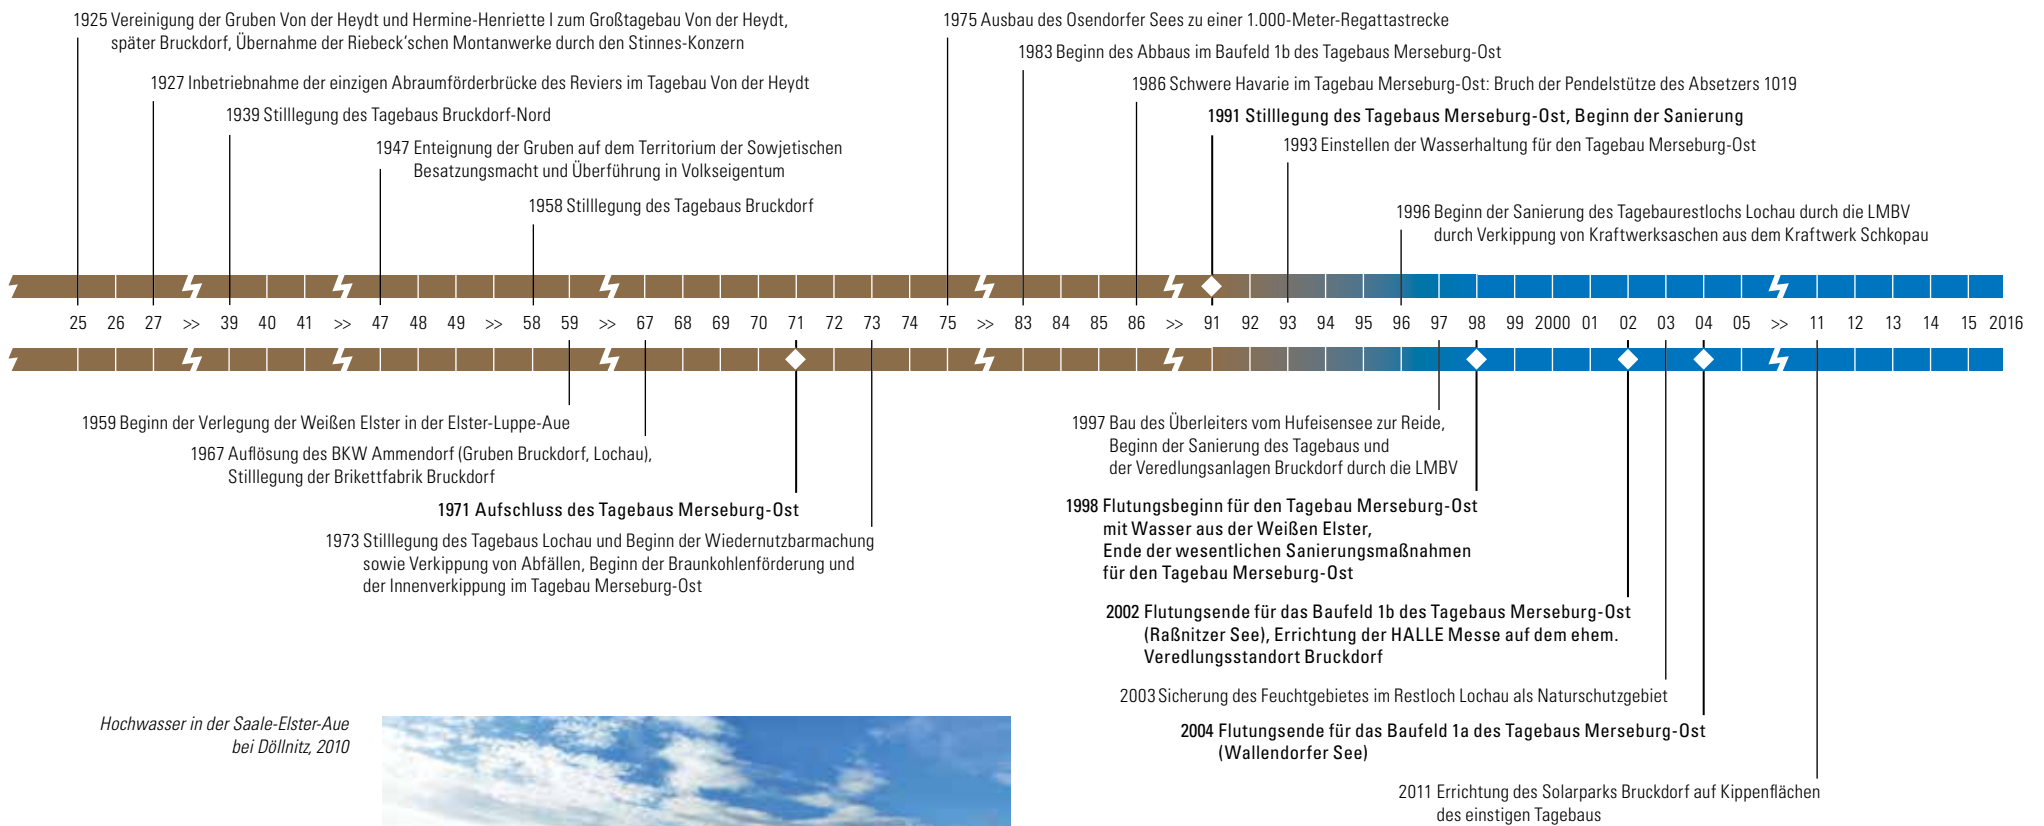 1925 Vereinigung der Gruben Von der Heydt und Hermine-Henriette I zum Großtagebau Von der Heydt,
später Bruckdorf, Übernahme der Riebeck'schen Montanwerke durch den Stinnes-Konzern
1927 Inbetriebnahme der einzigen Abraumförderbrücke des Reviers im Tagebau Von der Heydt
1939 Stilllegung des Tagebaus Bruckdorf-Nord
1947 Enteignung der Gruben auf dem Territorium der Sowjetischen
Besatzungsmacht und Überführung in Volkseigentum
1958 Stilllegung des Tagebaus Bruckdorf
1975 Ausbau des Osendorfer Sees zu einer 1.000-Meter-Regattastrecke
1983 Beginn des Abbaus im Baufeld 1b des Tagebaus Merseburg-Ost
1986 Schwere Havarie im Tagebau Merseburg-Ost: Bruch der Pendelstütze des Absetzers 1019
1991 Stilllegung des Tagebaus Merseburg-Ost, Beginn der Sanierung
1993 Einstellen der Wasserhaltung für den Tagebau Merseburg-Ost
1996 Beginn der Sanierung des Tagebaurestlochs Lochau durch die LMBV
durch Verkippung von Kraftwerksaschen aus dem Kraftwerk Schkopau
25 26 27 >> 39 40 41 >> 47 48 49 >> 58 59 >> 67 68 69 70 71 72 73 74 75 >> 83 84 85 86 >> 91 92 93 94 95 96 97 98 99 2000 01 02 03 04 05 >> 11 12 13 14 15 2016
1959 Beginn der Verlegung der Weißen Elster in der Elster-Luppe-Aue
1967 Auflösung des BKW Ammendorf (Gruben Bruckdorf, Lochau),
Stilllegung der Brikettfabrik Bruckdorf
1971 Aufschluss des Tagebaus Merseburg-Ost
1973 Stilllegung des Tagebaus Lochau und Beginn der Wiedernutzbarmachung
sowie Verkippung von Abfällen, Beginn der Braunkohlenförderung und
der Innenverkippung im Tagebau Merseburg-Ost
1997 Bau des Überleiters vom Hufeisensee zur Reide,
Beginn der Sanierung des Tagebaus und
der Veredlungsanlagen Bruckdorf durch die LMBV
1998 Flutungsbeginn für den Tagebau Merseburg-Ost
mit Wasser aus der Weißen Elster,
Ende der wesentlichen Sanierungsmaßnahmen
für den Tagebau Merseburg-Ost
2002 Flutungsende für das Baufeld 1b des Tagebaus Merseburg-Ost
(Raßnitzer See), Errichtung der HALLE Messe auf dem ehem.
Veredlungsstandort Bruckdorf
2003 Sicherung des Feuchtgebietes im Restloch Lochau als Naturschutzgebiet
2004 Flutungsende für das Baufeld 1a des Tagebaus Merseburg-Ost
(Wallendorfer See)
2011 Errichtung des Solarparks Bruckdorf auf Kippenflächen
des einstigen Tagebaus
Hochwasser in der Saale-Elster-Aue
bei Döllnitz, 2010